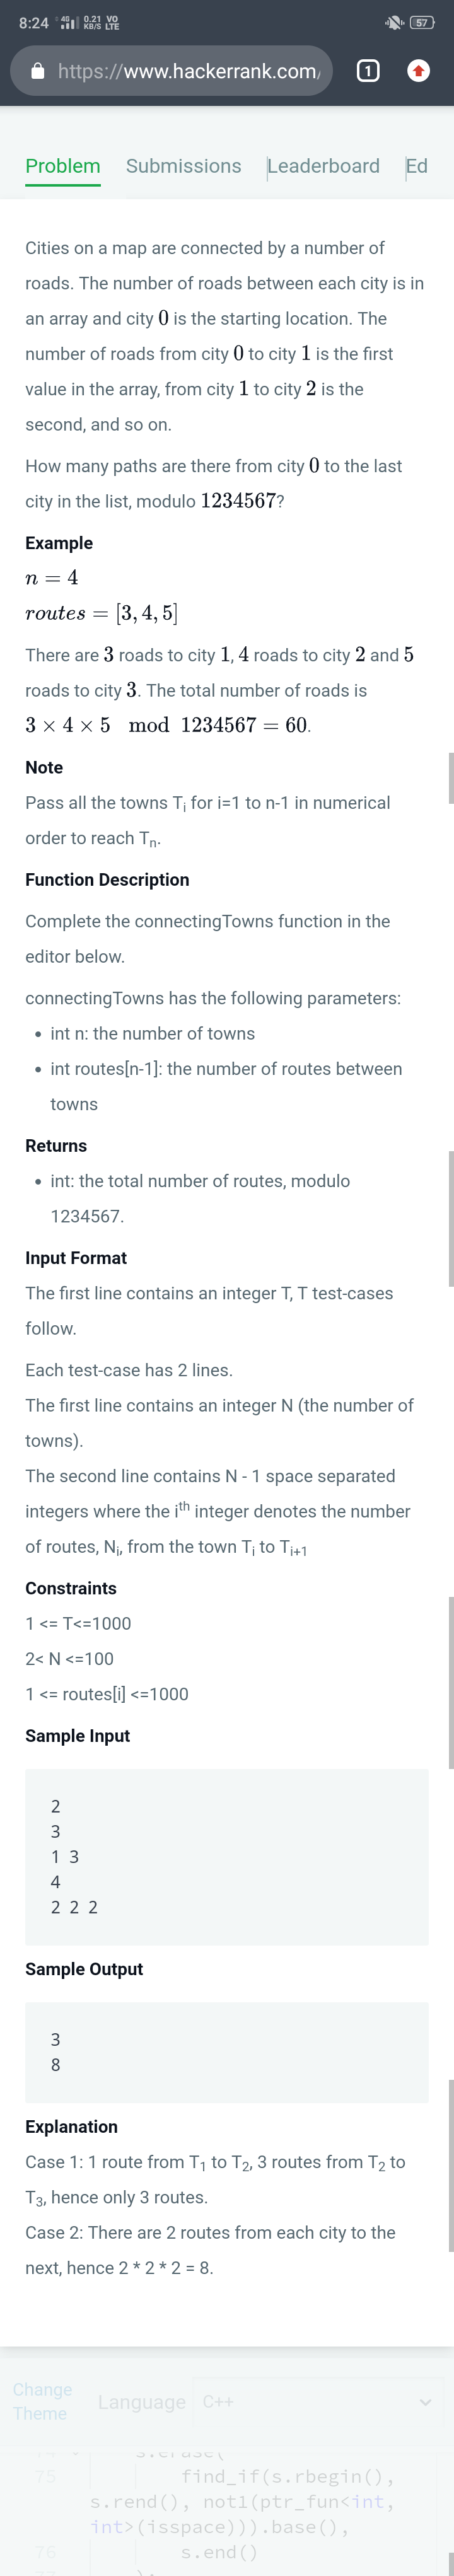 8:24 4G 0.21 KB/S VO LTE 57
https://www.hackerrank.com/ 1
Problem Submissions Leaderboard Ed
Cities on a map are connected by a number of
roads. The number of roads between each city is in
an array and city 0 is the starting location. The
number of roads from city 0 to city 1 is the first
value in the array, from city 1 to city 2 is the
second, and so on.
How many paths are there from city 0 to the last
city in the list, modulo 1234567?
Example
n = 4
routes = [3, 4, 5]
There are 3 roads to city 1, 4 roads to city 2 and 5
roads to city 3. The total number of roads is
3 × 4 × 5 mod 1234567 = 60.
Note
Pass all the towns Ti for i=1 to n-1 in numerical
order to reach Tn.
Function Description
Complete the connectingTowns function in the
editor below.
connectingTowns has the following parameters:
• int n: the number of towns
• int routes[n-1]: the number of routes between
towns
Returns
• int: the total number of routes, modulo
1234567.
Input Format
The first line contains an integer T, T test-cases
follow.
Each test-case has 2 lines.
The first line contains an integer N (the number of
towns).
The second line contains N - 1 space separated
integers where the ith integer denotes the number
of routes, Ni, from the town Ti to Ti+1
Constraints
1 <= T<=1000
2< N <=100
1 <= routes[i] <=1000
Sample Input
2
3
1 3
4
2 2 2
Sample Output
3
8
Explanation
Case 1: 1 route from T1 to T2, 3 routes from T2 to
T3, hence only 3 routes.
Case 2: There are 2 routes from each city to the
next, hence 2 * 2 * 2 = 8.
Change
Theme
Language C++
s.erase(
75 find_if(s.rbegin(),
s.rend(), not1(ptr_fun<int,
int>(isspace))).base(),
76 s.end()